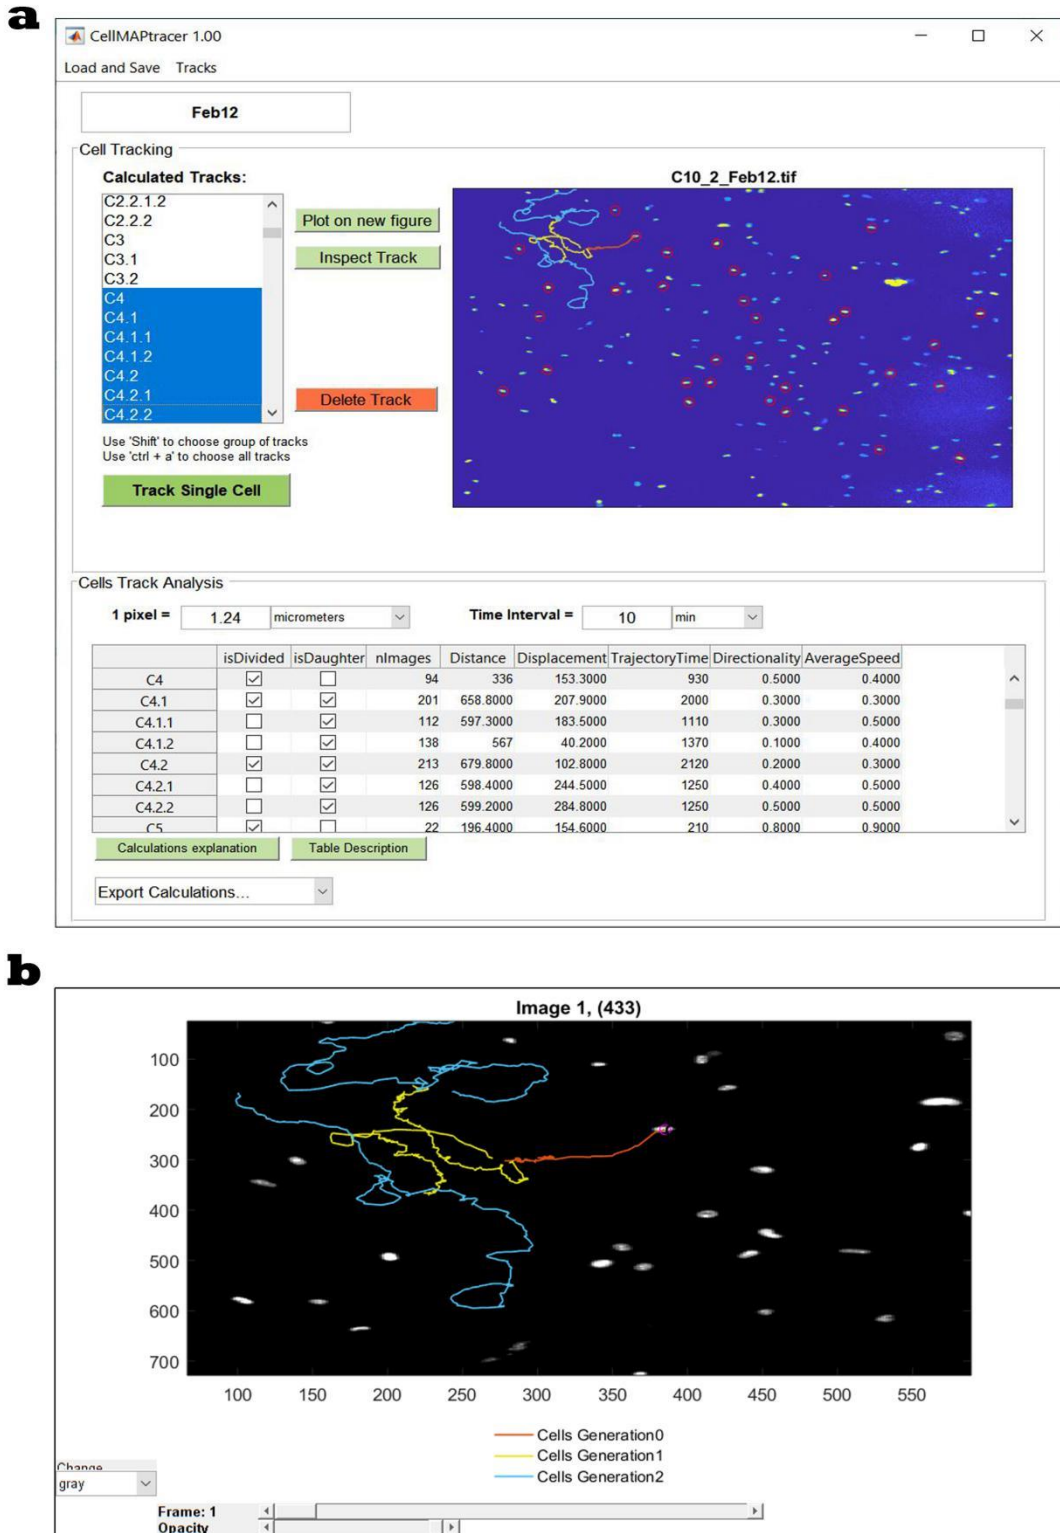 a
CellMAPtracer 1.00
Load and Save Tracks
Feb12
Cell Tracking
Calculated Tracks:
C10_2_Feb12.tif
C2.2.1.2
C2.2.2
C3
C3.1
C3.2
C4
C4.1
C4.1.1
C4.1.2
C4.2
C4.2.1
C4.2.2
Plot on new figure
Inspect Track
Delete Track
Use 'Shift' to choose group of tracks
Use 'ctrl + a' to choose all tracks
Track Single Cell
Cells Track Analysis
1 pixel = 1.24 micrometers Time Interval = 10 min
isDivided isDaughter nImages Distance Displacement TrajectoryTime Directionality AverageSpeed
C4 94 336 153.3000 930 0.5000 0.4000
C4.1 201 658.8000 207.9000 2000 0.3000 0.3000
C4.1.1 112 597.3000 183.5000 1110 0.3000 0.5000
C4.1.2 138 567 40.2000 1370 0.1000 0.4000
C4.2 213 679.8000 102.8000 2120 0.2000 0.3000
C4.2.1 126 598.4000 244.5000 1250 0.4000 0.5000
C4.2.2 126 599.2000 284.8000 1250 0.5000 0.5000
C5 22 196.4000 154.6000 210 0.8000 0.9000
Calculations explanation Table Description
Export Calculations...
b
Image 1, (433)
100
200
300
400
500
600
700
100 150 200 250 300 350 400 450 500 550
Cells Generation0
Cells Generation1
Cells Generation2
Change
gray
Frame: 1
Opacity